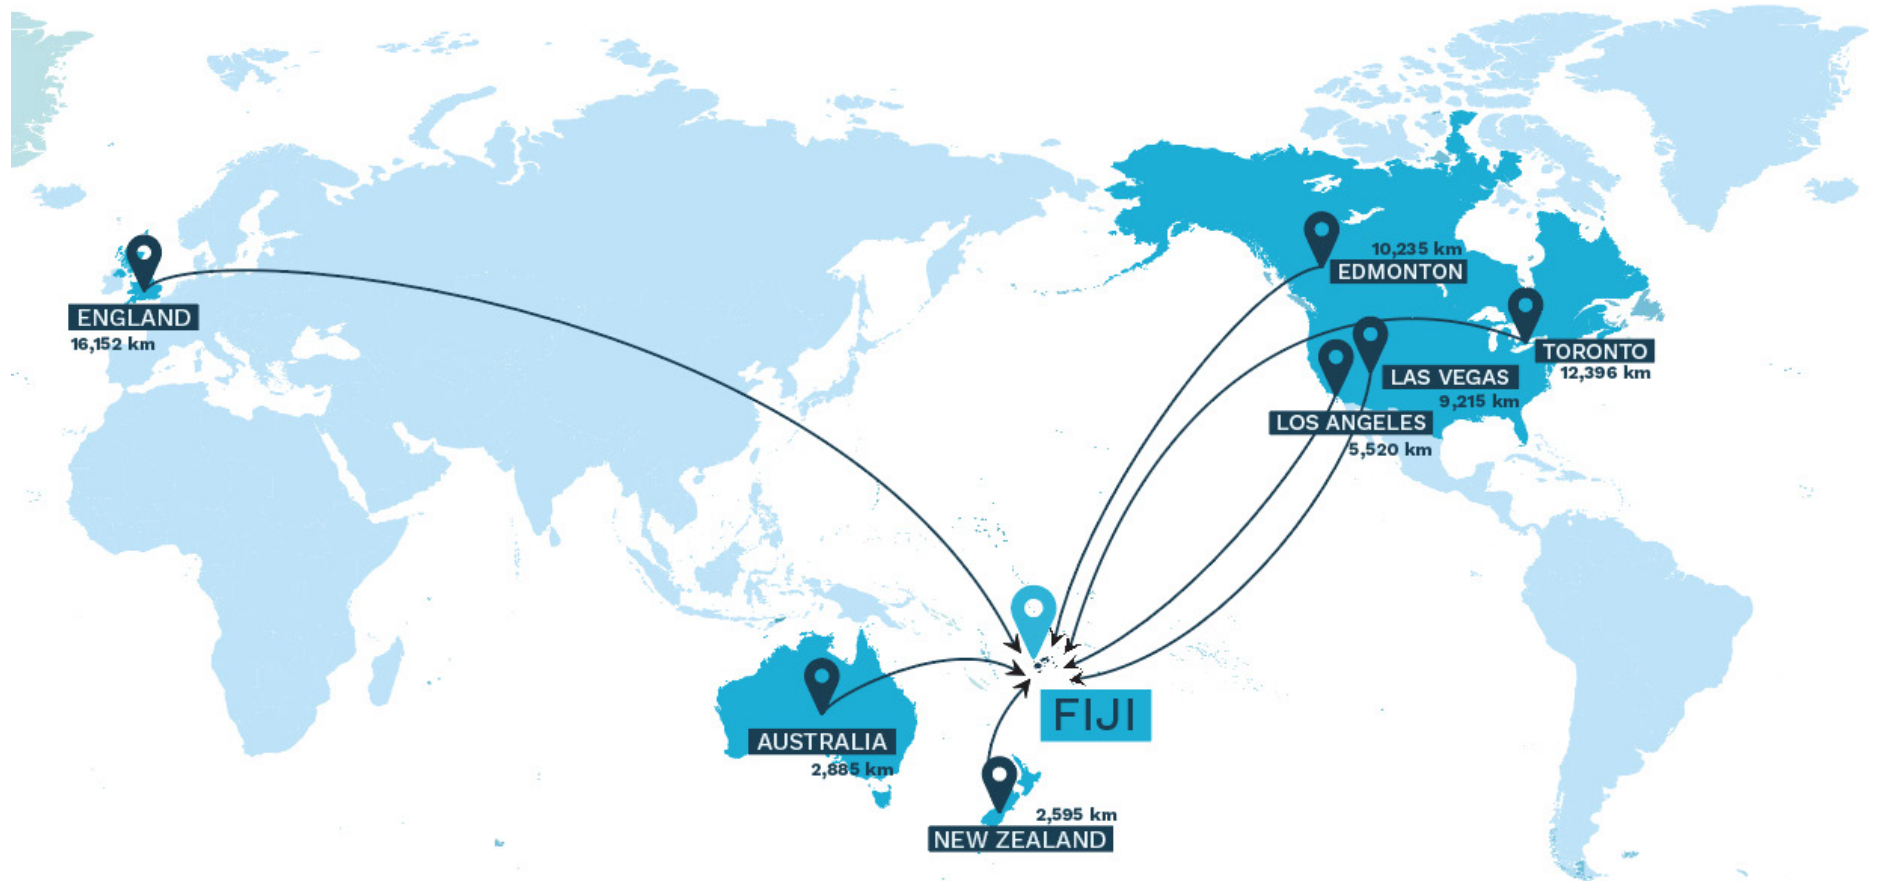 10,235 km
EDMONTON
ENGLAND
16,152 km
TORONTO
12,396 km
LAS VEGAS
9,215 km
LOS ANGELES
5,520 km
FIJI
AUSTRALIA
2,885 km
2,595 km
NEW ZEALAND